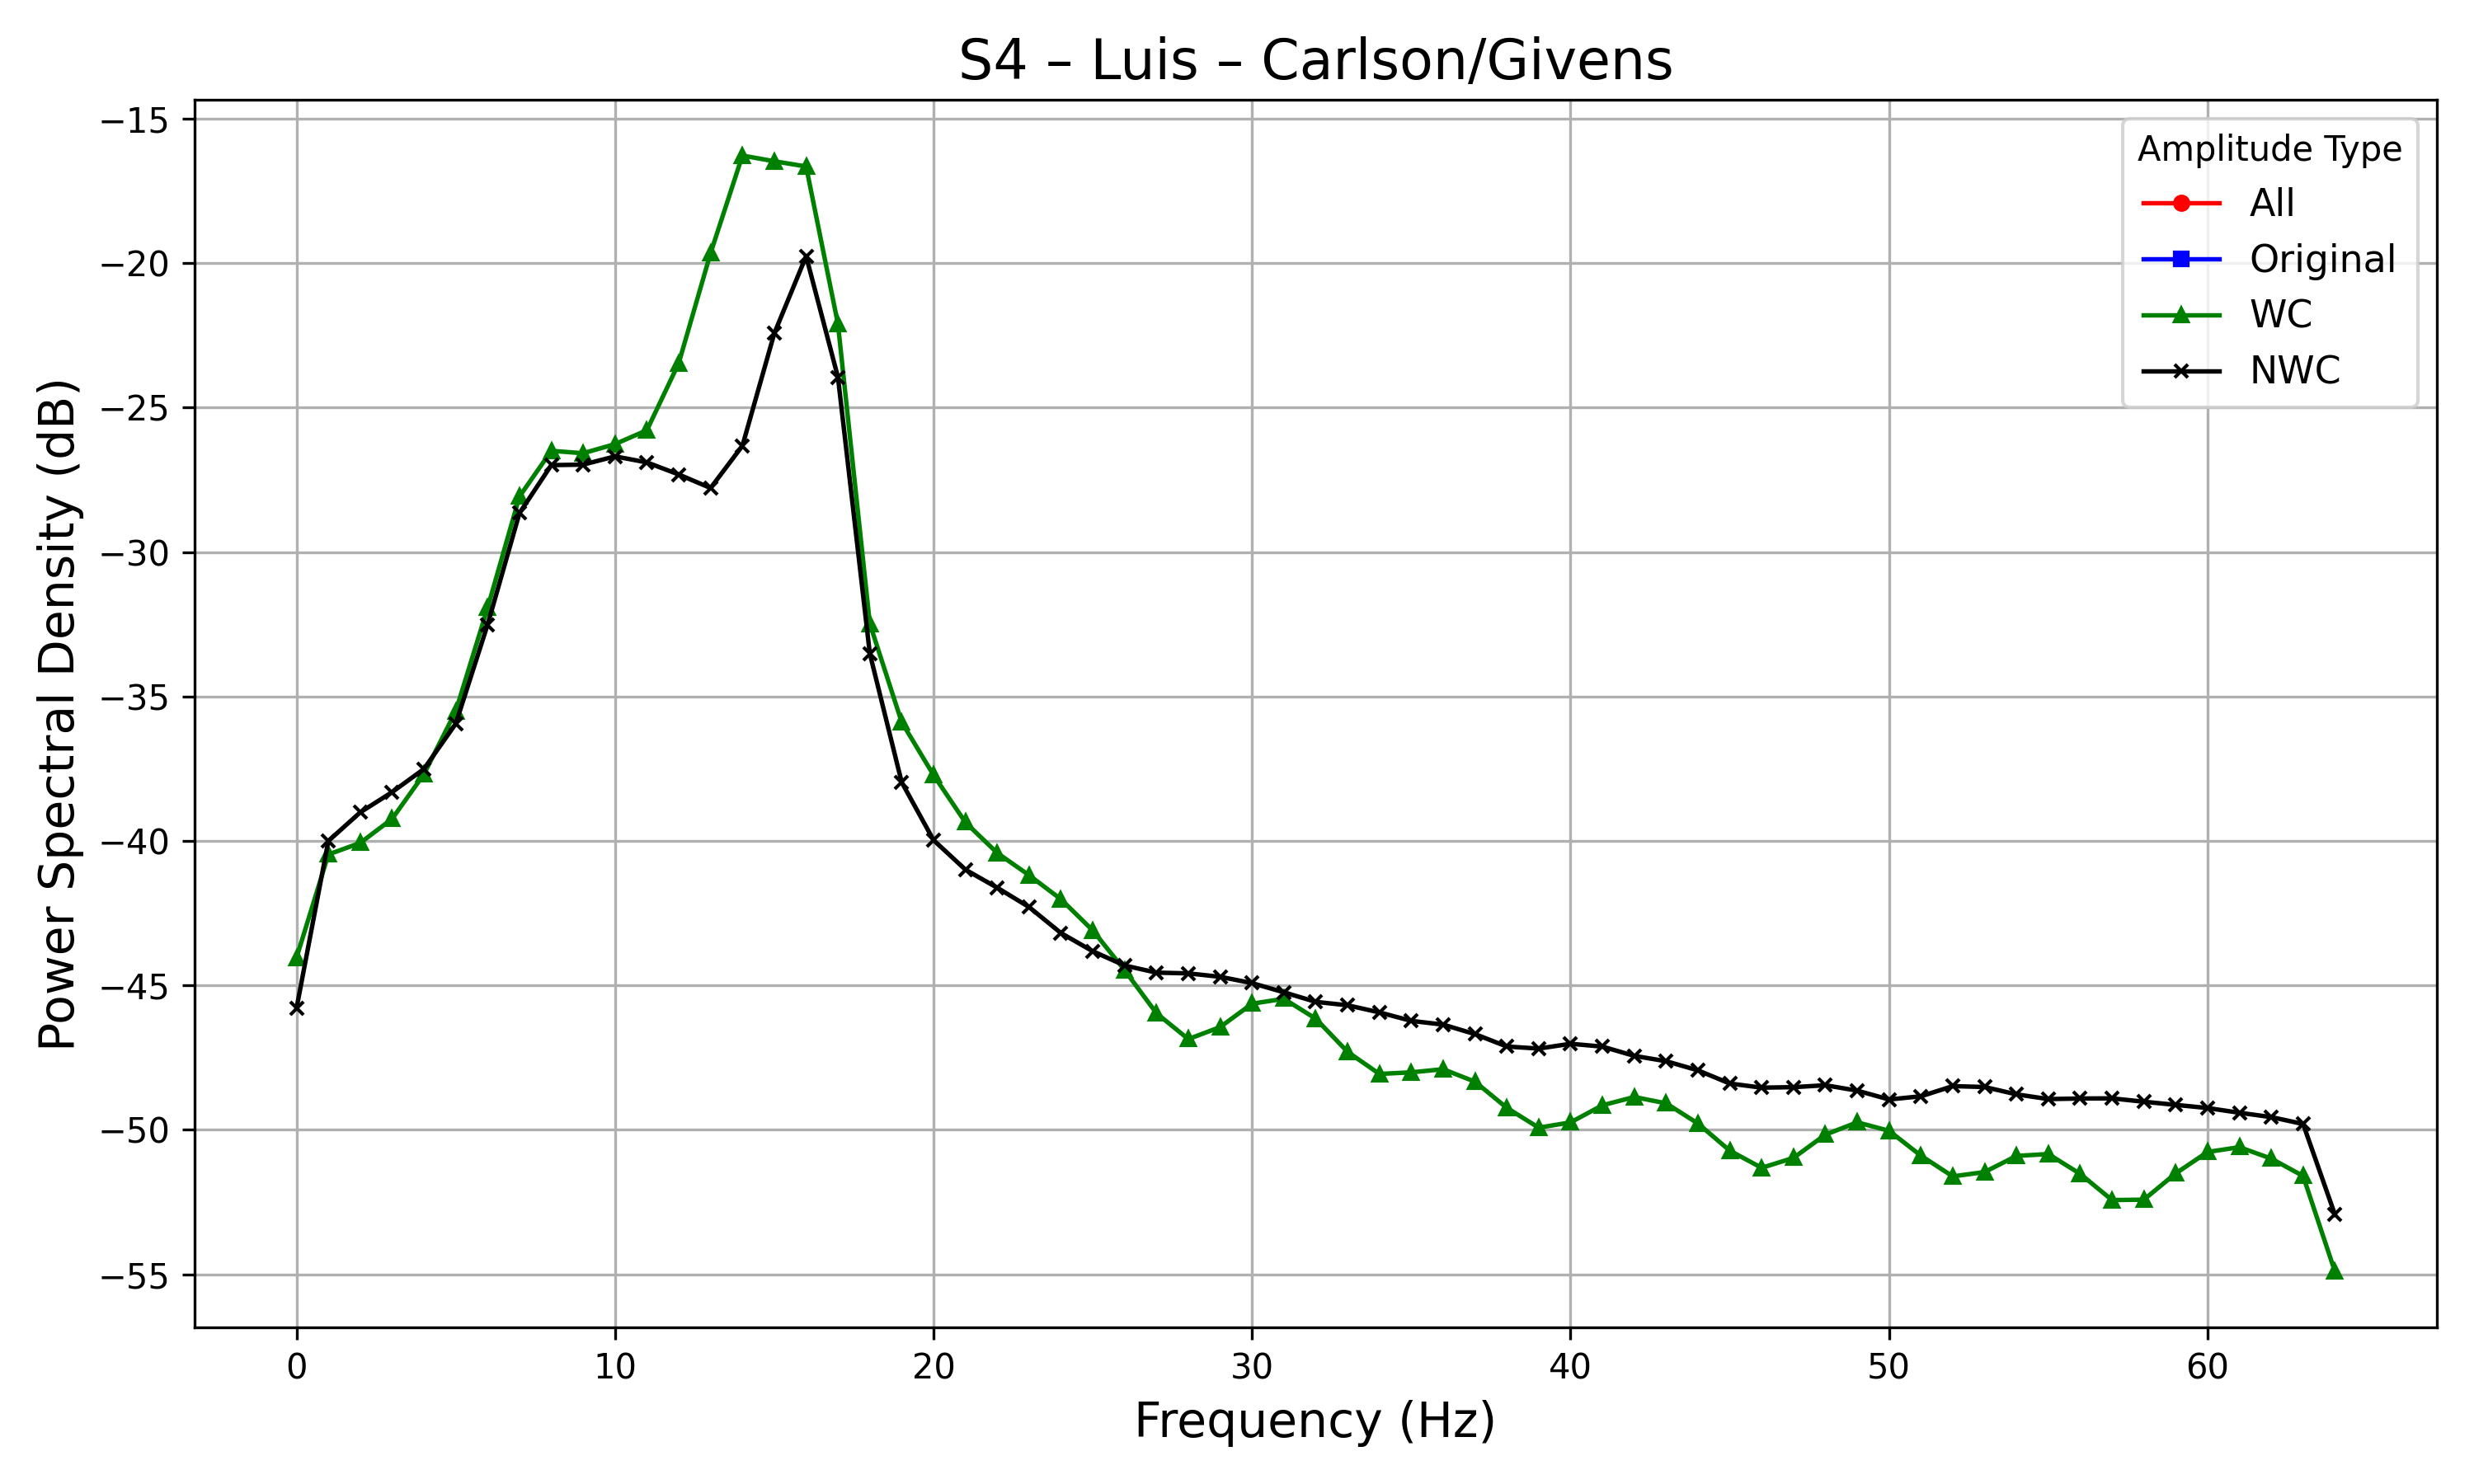 S4 – Luis – Carlson/Givens
Power Spectral Density (dB)
−15
−20
−25
−30
−35
−40
−45
−50
−55
Amplitude Type
All
Original
WC
NWC
0 10 20 30 40 50 60
Frequency (Hz)